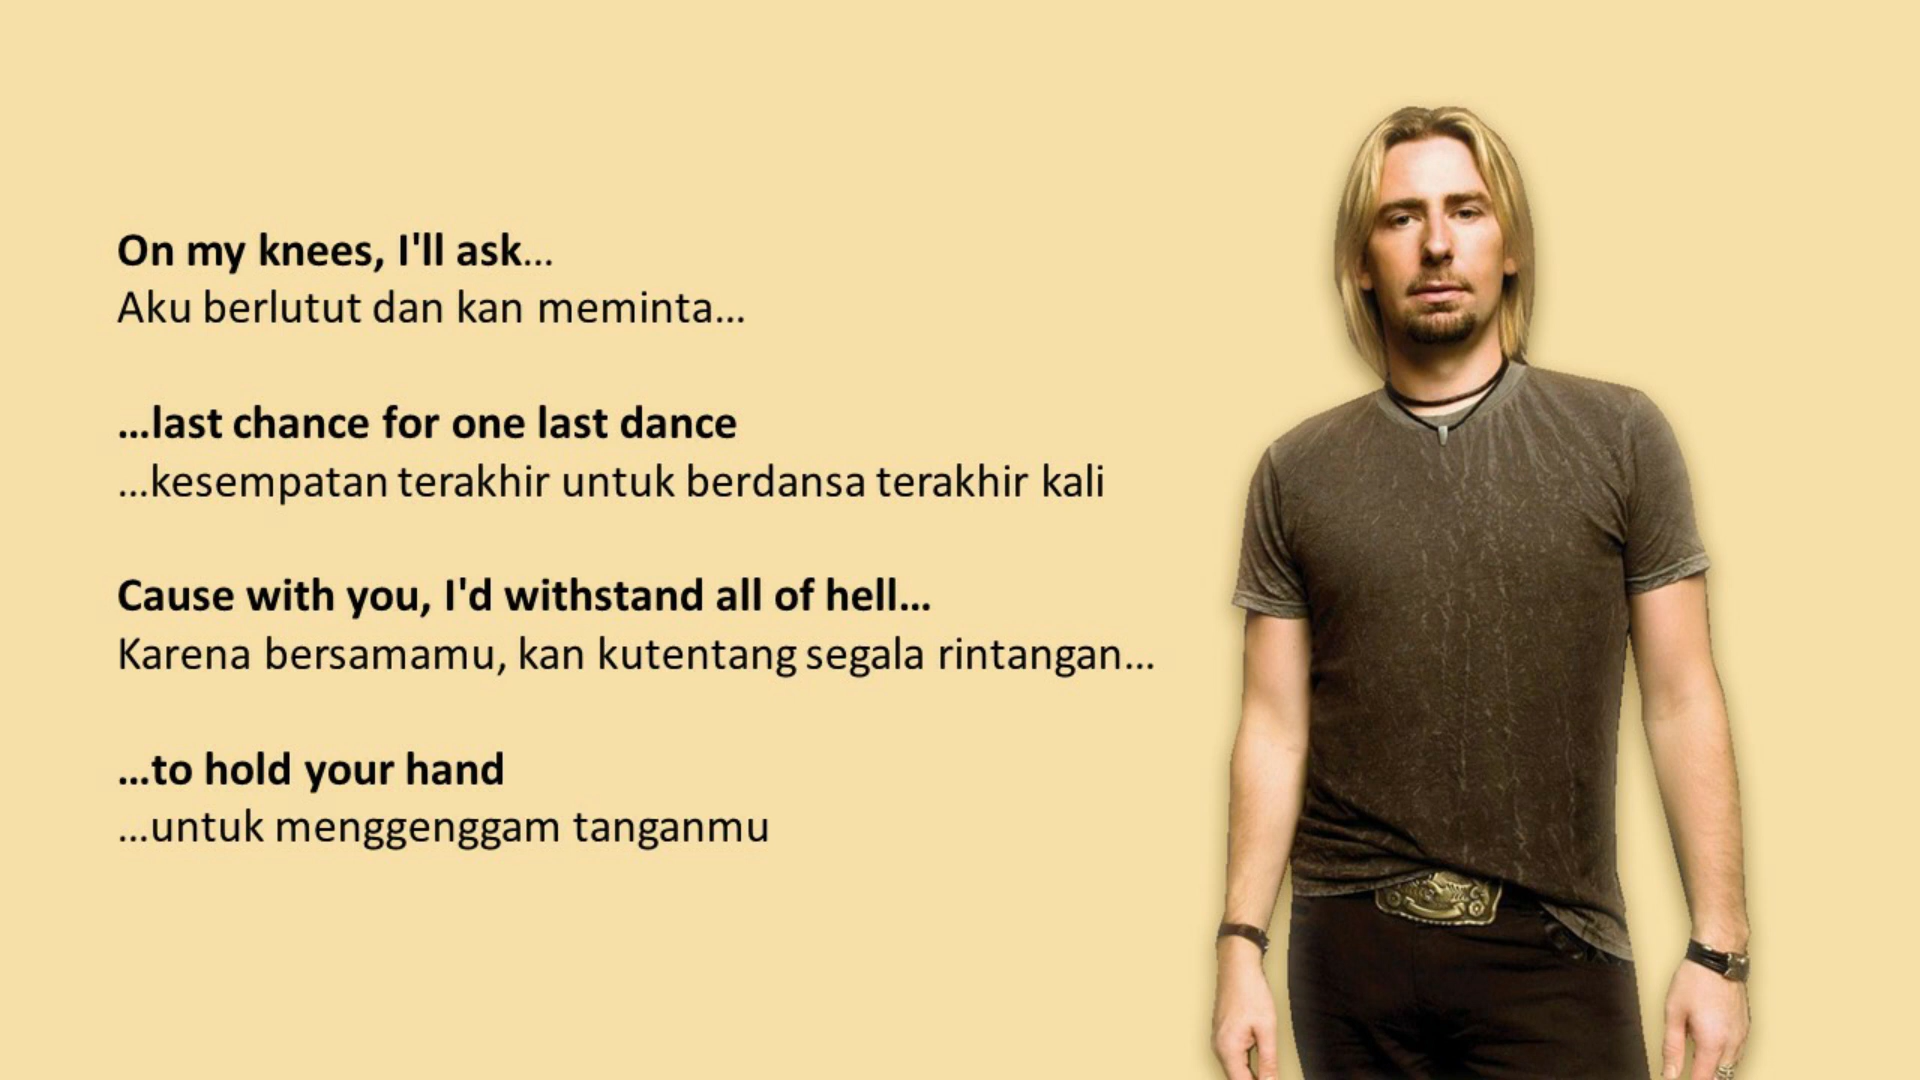 On my knees, I'll ask...
Aku berlutut dan kan meminta...
...last chance for one last dance
...kesempatan terakhir untuk berdansa terakhir kali
Cause with you, I'd withstand all of hell...
Karena bersamamu, kan kutentang segala rintangan...
...to hold your hand
...untuk menggenggam tanganmu